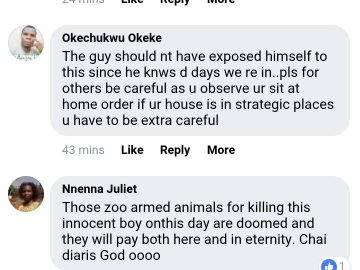 24 mins Like Reply More
Okechukwu Okeke
The guy should nt have exposed himself to
this since he knws d days we re in..pls for
others be careful as u observe ur sit at
home order if ur house is in strategic places
u have to be extra careful
43 mins Like Reply More
Nnenna Juliet
Those zoo armed animals for killing this
innocent boy onthis day are doomed and
they will pay both here and in eternity. Chai
diaris God oooo
1